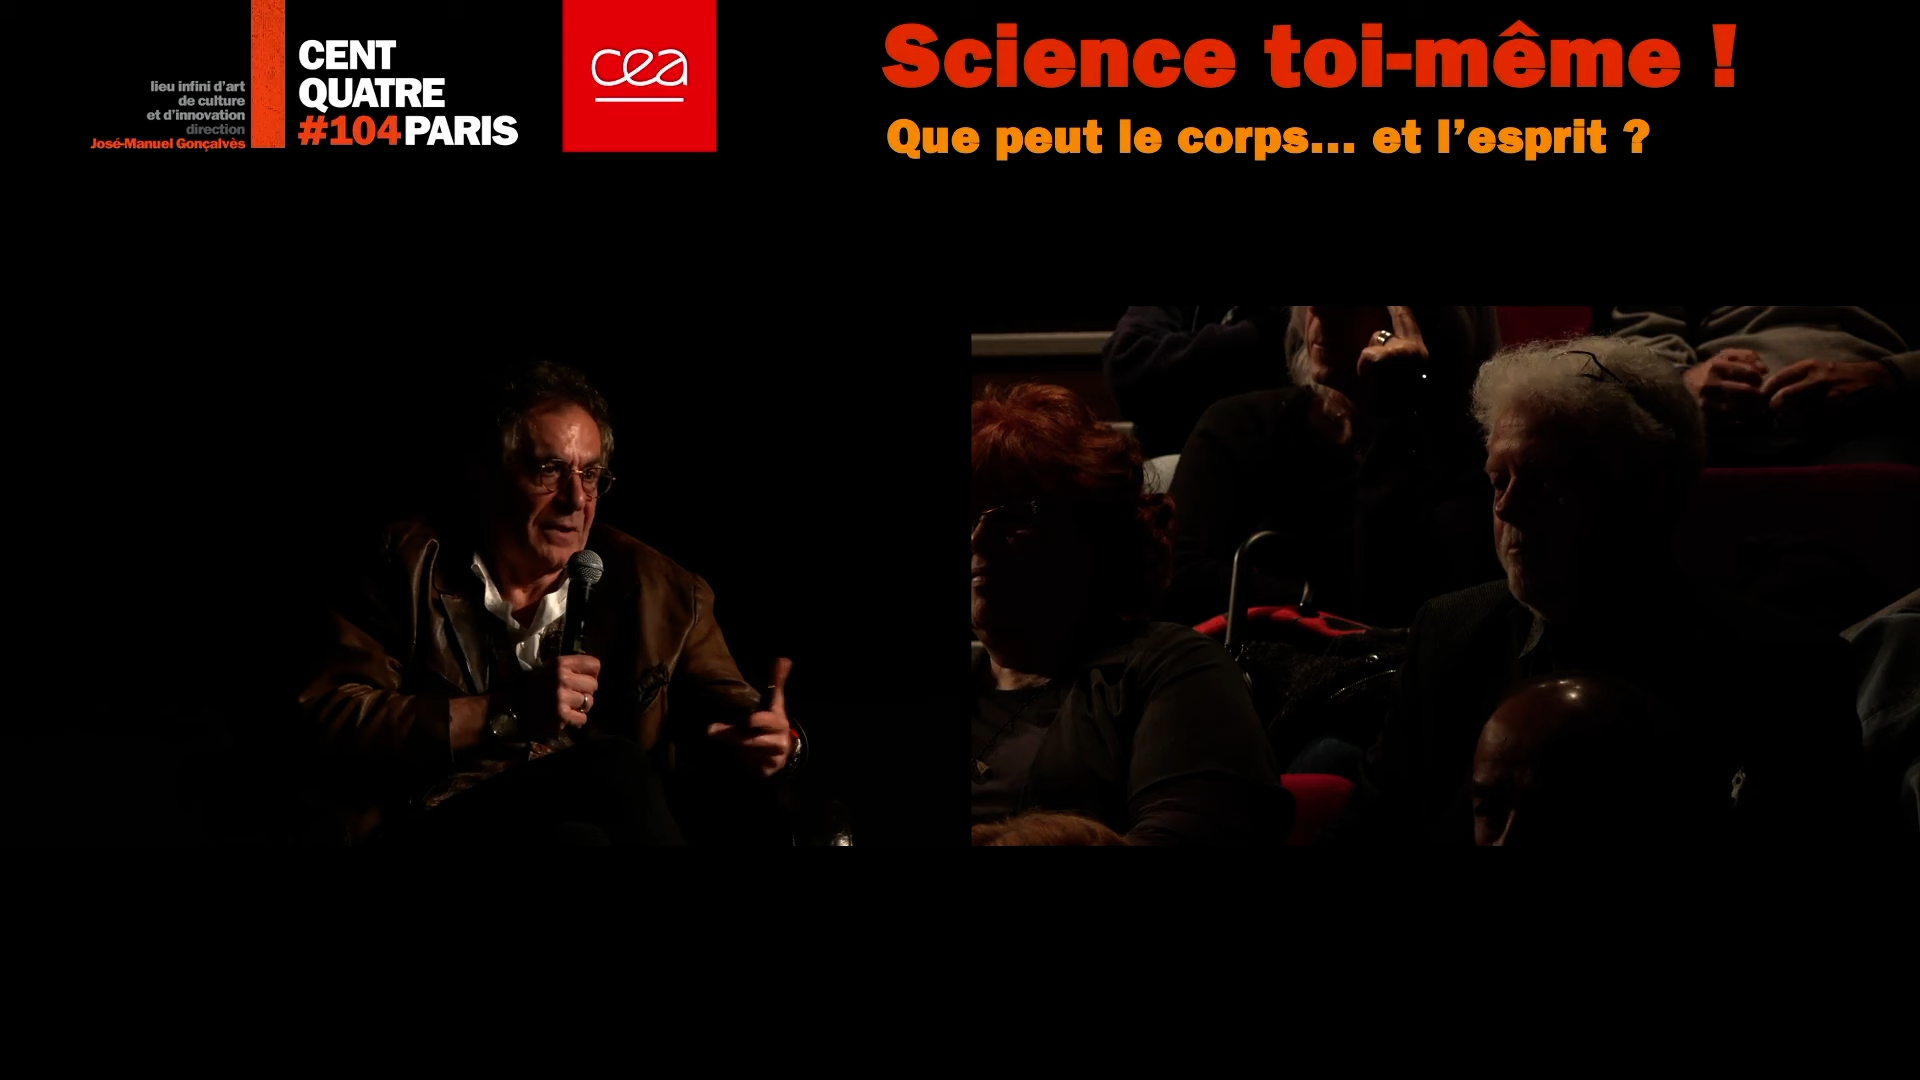 lieu infini d'art
de culture
et d'innovation
direction
José-Manuel Gonçalvès
CENT
QUATRE
#104PARIS
cea
Science toi-même !
Que peut le corps... et l’esprit ?